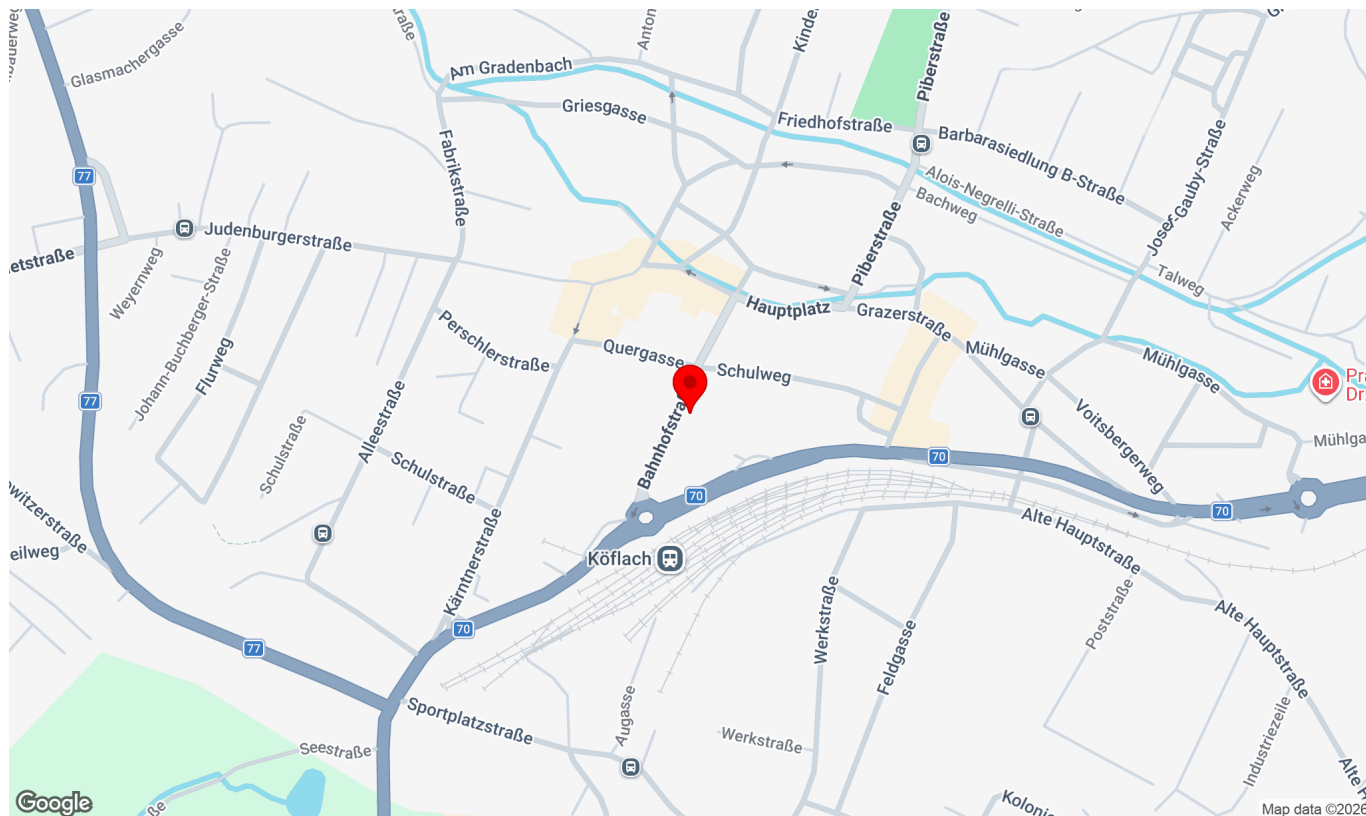 Glasmachergasse
Am Gradenbach
Griesgasse
Friedhofstraße
Piberstraße
Barbarasiedlung B-Straße
Alois-Negrelli-Straße
Bachweg
Josef-Gauby-Straße
Ackerweg
Talweg
77
Fabrikstraße
Judenburgerstraße
Weyernweg
Johann-Buchberger-Straße
Flurweg
Piberstraße
Hauptplatz
Grazerstraße
Mühlgasse
Mühlgasse
Perschlerstraße
Quergasse
Schulweg
77
Alleestraße
Schulstraße
Schulstraße
Bahnhofstraße
Voitsbergerweg
70
70
70
Kärntnerstraße
Köflach
Alte Hauptstraße
Werkstraße
Feldgasse
Poststraße
Alte Hauptstraße
77
70
Sportplatzstraße
Augasse
Werkstraße
Seestraße
Industriezeile
Google
Map data ©2026